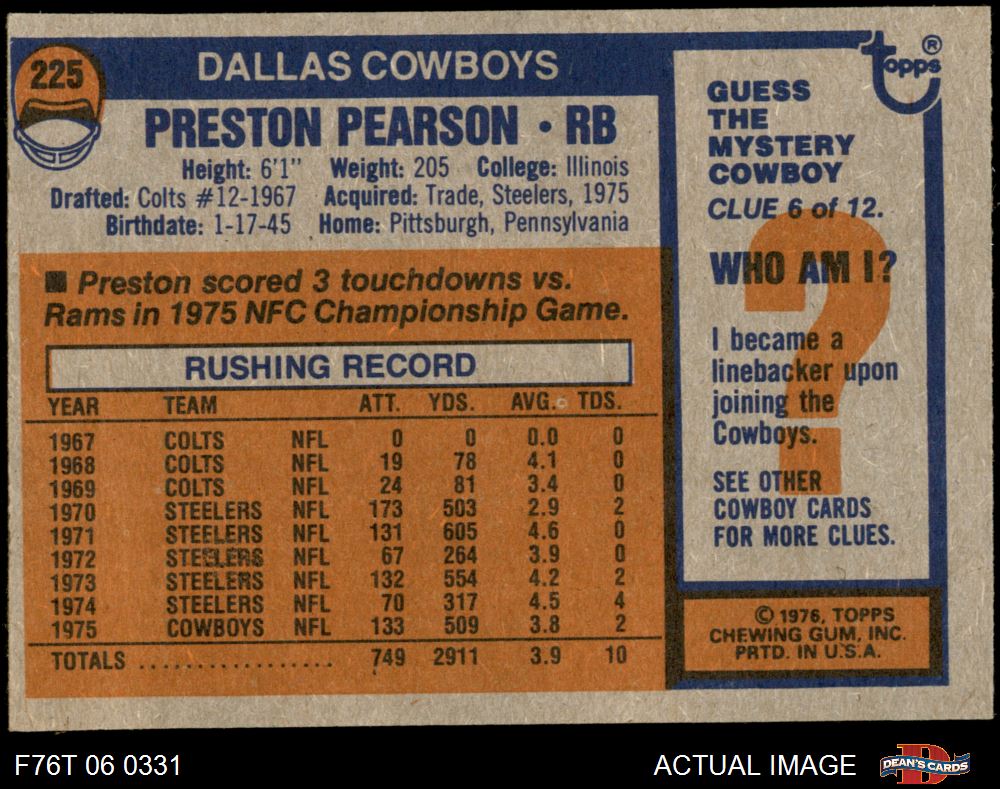 225
DALLAS COWBOYS
PRESTON PEARSON • RB
Height: 6'1" Weight: 205 College: Illinois
Drafted: Colts #12-1967 Acquired: Trade, Steelers, 1975
Birthdate: 1-17-45 Home: Pittsburgh, Pennsylvania
■ Preston scored 3 touchdowns vs.
Rams in 1975 NFC Championship Game.
RUSHING RECORD
YEAR TEAM ATT. YDS. AVG. TDS.
1967 COLTS NFL 0 0 0.0 0
1968 COLTS NFL 19 78 4.1 0
1969 COLTS NFL 24 81 3.4 0
1970 STEELERS NFL 173 503 2.9 2
1971 STEELERS NFL 131 605 4.6 0
1972 STEELERS NFL 67 264 3.9 0
1973 STEELERS NFL 132 554 4.2 2
1974 STEELERS NFL 70 317 4.5 4
1975 COWBOYS NFL 133 509 3.8 2
TOTALS .................. 749 2911 3.9 10
topps®
GUESS
THE
MYSTERY
COWBOY
CLUE 6 of 12.
WHO AM I?
?
I became a
linebacker upon
joining the
Cowboys.
SEE OTHER
COWBOY CARDS
FOR MORE CLUES.
© 1976, TOPPS
CHEWING GUM, INC.
PRTD. IN U.S.A.
F76T 06 0331
ACTUAL IMAGE
D
DEAN'S CARDS